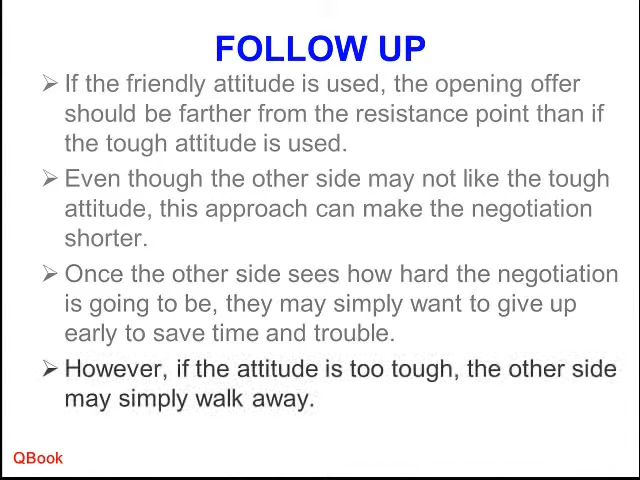 FOLLOW UP
➢ If the friendly attitude is used, the opening offer
should be farther from the resistance point than if
the tough attitude is used.
➢ Even though the other side may not like the tough
attitude, this approach can make the negotiation
shorter.
➢ Once the other side sees how hard the negotiation
is going to be, they may simply want to give up
early to save time and trouble.
➢ However, if the attitude is too tough, the other side
may simply walk away.
QBook